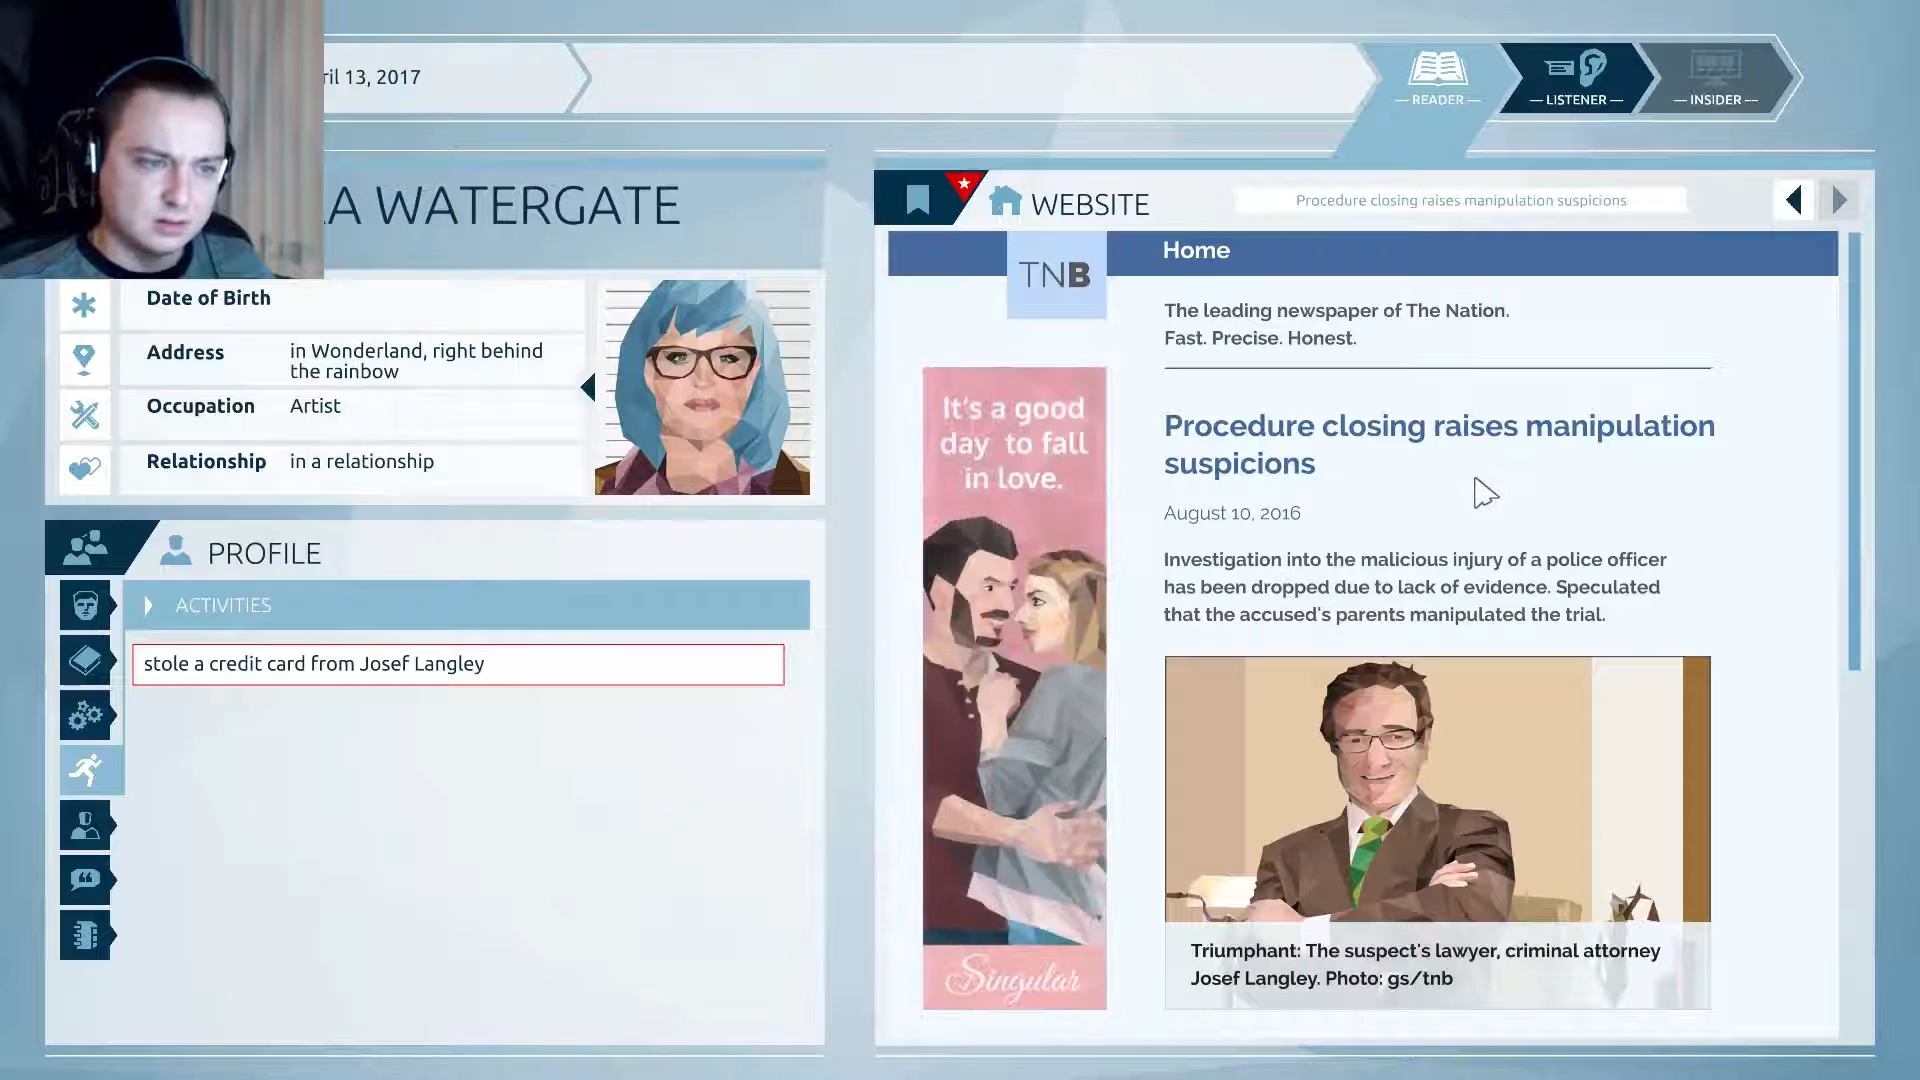 ril 13, 2017
READER
LISTENER
INSIDER
A WATERGATE
Date of Birth
Address
in Wonderland, right behind
the rainbow
Occupation
Artist
Relationship
in a relationship
PROFILE
ACTIVITIES
stole a credit card from Josef Langley
WEBSITE
Procedure closing raises manipulation suspicions
Home
TNB
The leading newspaper of The Nation.
Fast. Precise. Honest.
It's a good
day to fall
in love.
Singular
Procedure closing raises manipulation
suspicions
August 10, 2016
Investigation into the malicious injury of a police officer
has been dropped due to lack of evidence. Speculated
that the accused's parents manipulated the trial.
Triumphant: The suspect's lawyer, criminal attorney
Josef Langley. Photo: gs/tnb